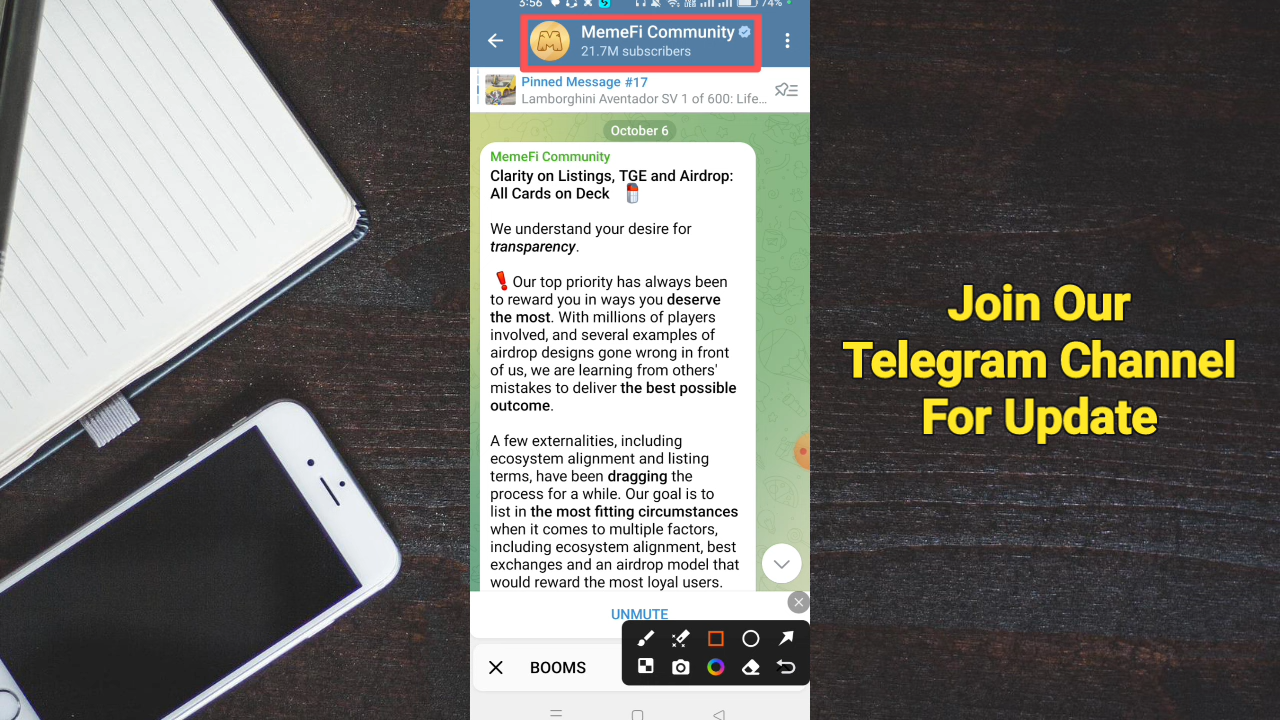 3:56
74%
MemeFi Community
21.7M subscribers
Pinned Message #17
Lamborghini Aventador SV 1 of 600: Life...
October 6
MemeFi Community
Clarity on Listings, TGE and Airdrop:
All Cards on Deck
We understand your desire for
transparency.
❗Our top priority has always been
to reward you in ways you deserve
the most. With millions of players
involved, and several examples of
airdrop designs gone wrong in front
of us, we are learning from others'
mistakes to deliver the best possible
outcome.
A few externalities, including
ecosystem alignment and listing
terms, have been dragging the
process for a while. Our goal is to
list in the most fitting circumstances
when it comes to multiple factors,
including ecosystem alignment, best
exchanges and an airdrop model that
would reward the most loyal users.
UNMUTE
BOOMS
Join Our
Telegram Channel
For Update